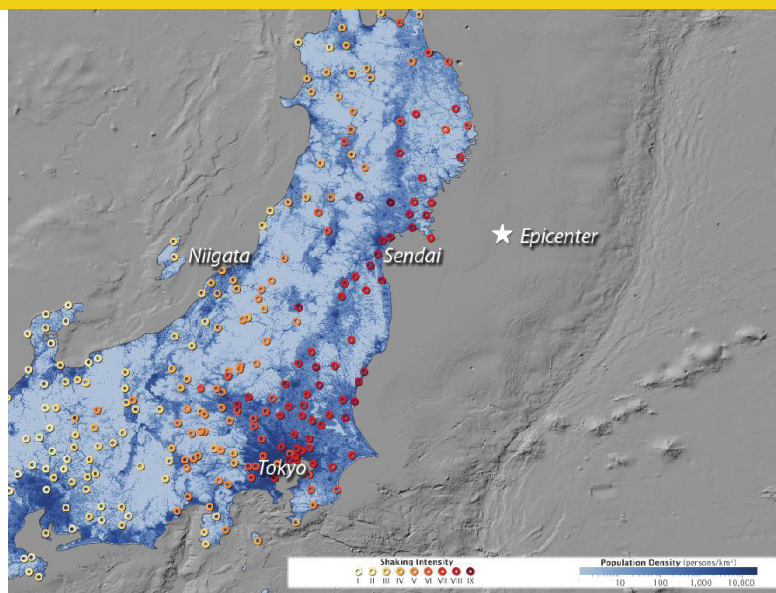 Niigata
Sendai
Epicenter
Tokyo
Shaking Intensity
I II III IV V VI VII VIII IX
Population Density (persons/km²)
10 100 1,000 10,000